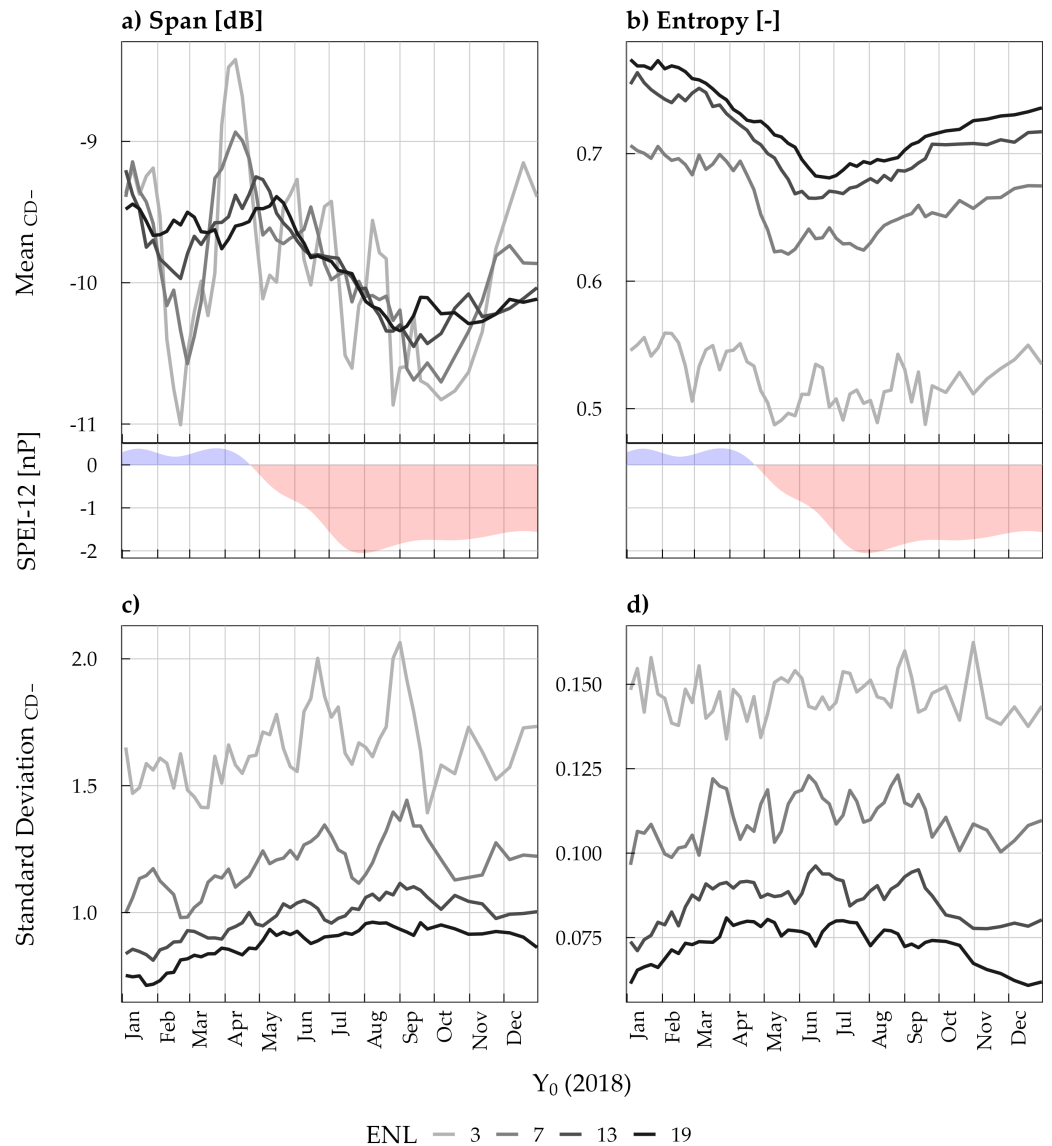 a) Span [dB]
b) Entropy [-]
Mean CD−
-9
-10
-11
0.7
0.6
0.5
SPEI-12 [nP]
0
-1
-2
c)
d)
Standard Deviation CD−
2.0
1.5
1.0
0.150
0.125
0.100
0.075
Jan Feb Mar Apr May Jun Jul Aug Sep Oct Nov Dec
Jan Feb Mar Apr May Jun Jul Aug Sep Oct Nov Dec
Y0 (2018)
ENL 3 7 13 19